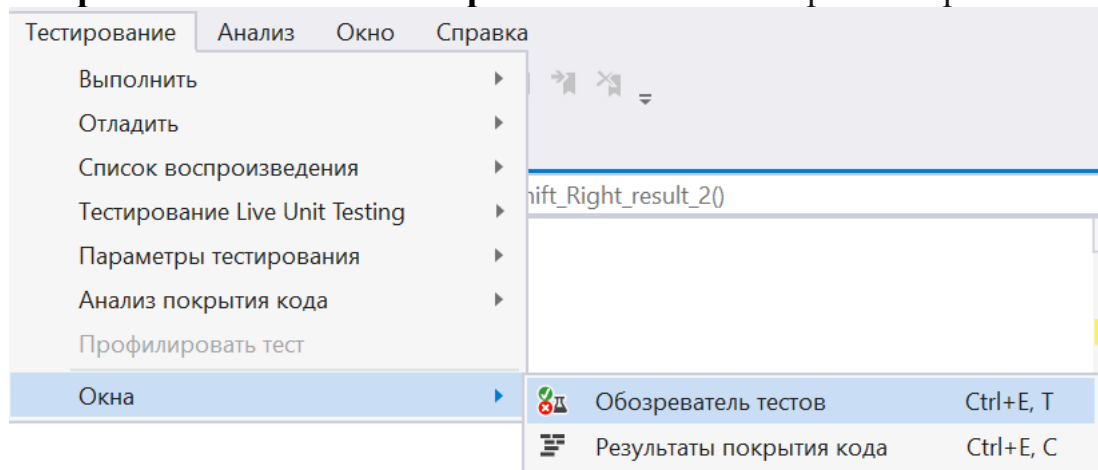 Тестирование Анализ Окно Справка
Выполнить
Отладить
Список воспроизведения
hift_Right_result_2()
Тестирование Live Unit Testing
Параметры тестирования
Анализ покрытия кода
Профилировать тест
Окна
Обозреватель тестов Ctrl+E, T
Результаты покрытия кода Ctrl+E, C